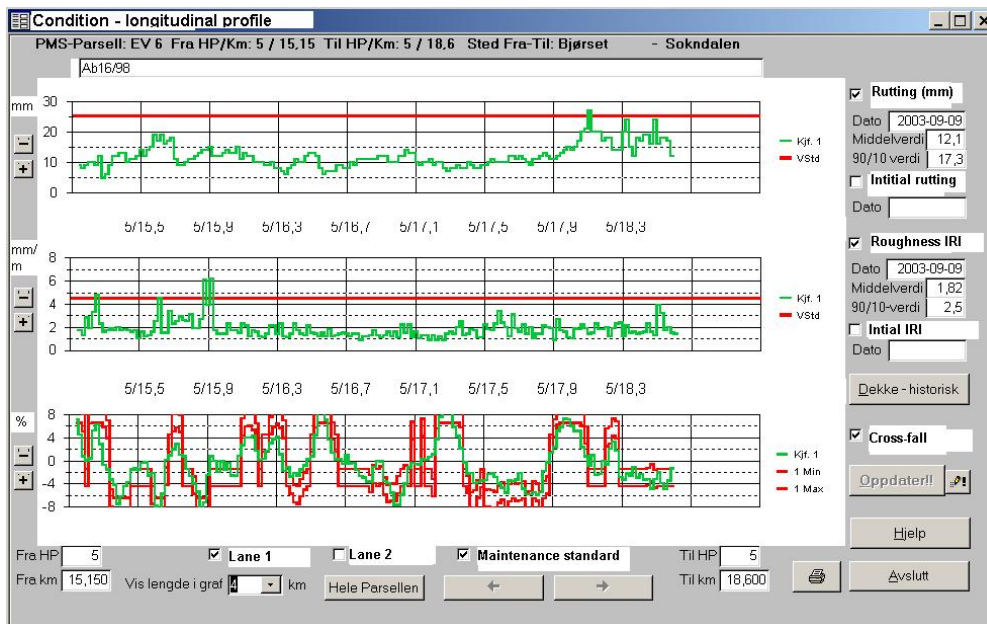 Condition - longitudinal profile
PMS-Parsell: EV 6 Fra HP/Km: 5 / 15,15 Til HP/Km: 5 / 18,6 Sted Fra-Til: Bjørset - Sokndalen
Ab16/98
mm
30
20
10
0
5/15,5 5/15,9 5/16,3 5/16,7 5/17,1 5/17,5 5/17,9 5/18,3
Kjf. 1
VStd
Rutting (mm)
Dato 2003-09-09
Middelverdi 12,1
90/10 verdi 17,3
Intitial rutting
Dato
mm/
m
8
6
4
2
0
5/15,5 5/15,9 5/16,3 5/16,7 5/17,1 5/17,5 5/17,9 5/18,3
Kjf. 1
VStd
Roughness IRI
Dato 2003-09-09
Middelverdi 1,82
90/10-verdi 2,5
Intial IRI
Dato
Dekke - historisk
%
8
4
0
-4
-8
Kjf. 1
1 Min
1 Max
Cross-fall
Oppdater!!
Hjelp
Avslutt
Fra HP 5
Lane 1
Lane 2
Maintenance standard
Til HP 5
Fra km 15,150
Vis lengde i graf 4 km
Hele Parsellen
Til km 18,600